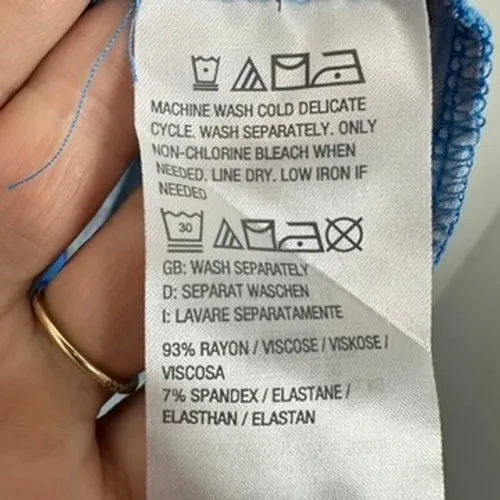 MACHINE WASH COLD DELICATE
CYCLE. WASH SEPARATELY. ONLY
NON-CHLORINE BLEACH WHEN
NEEDED. LINE DRY. LOW IRON IF
NEEDED
30
GB: WASH SEPARATELY
D: SEPARAT WASCHEN
I: LAVARE SEPARATAMENTE
93% RAYON / VISCOSE / VISKOSE /
VISCOSA
7% SPANDEX / ELASTANE /
ELASTHAN / ELASTAN